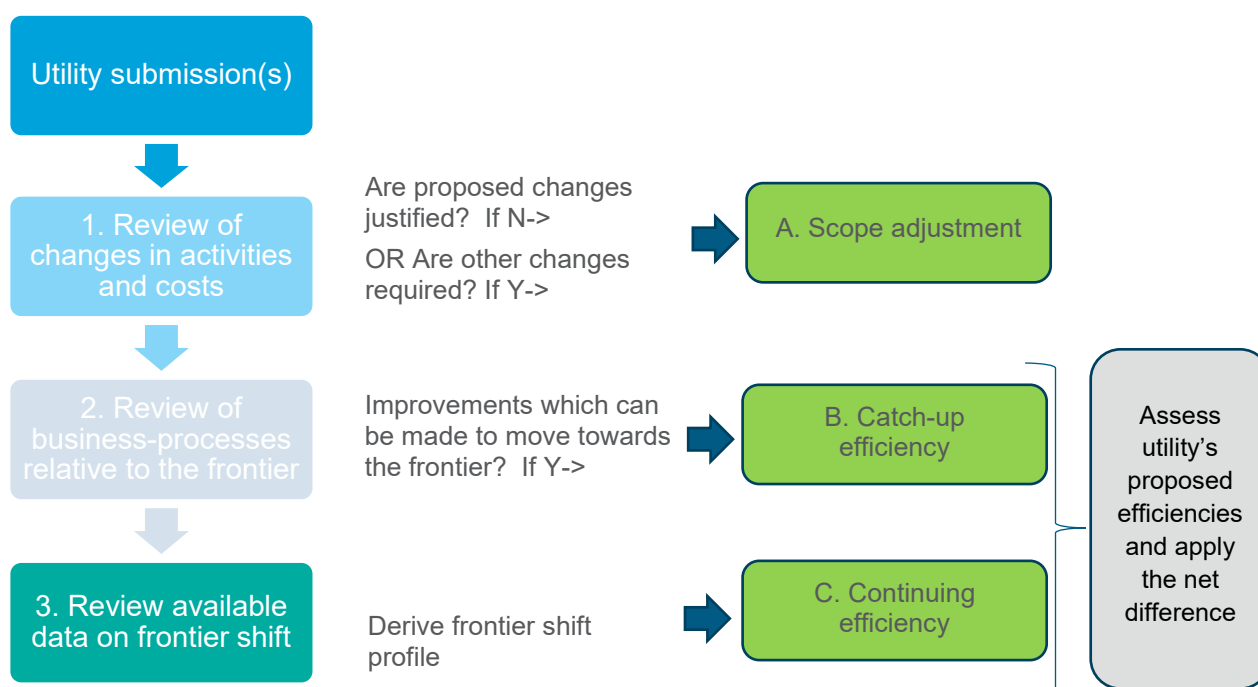 Utility submission(s)
1. Review of
changes in activities
and costs
Are proposed changes
justified?  If N->
OR Are other changes
required? If Y->
A. Scope adjustment
2. Review of
business-processes
relative to the frontier
Improvements which can
be made to move towards
the frontier?  If Y->
B. Catch-up
efficiency
3. Review available
data on frontier shift
Derive frontier shift
profile
C. Continuing
efficiency
Assess
utility’s
proposed
efficiencies
and apply
the net
difference